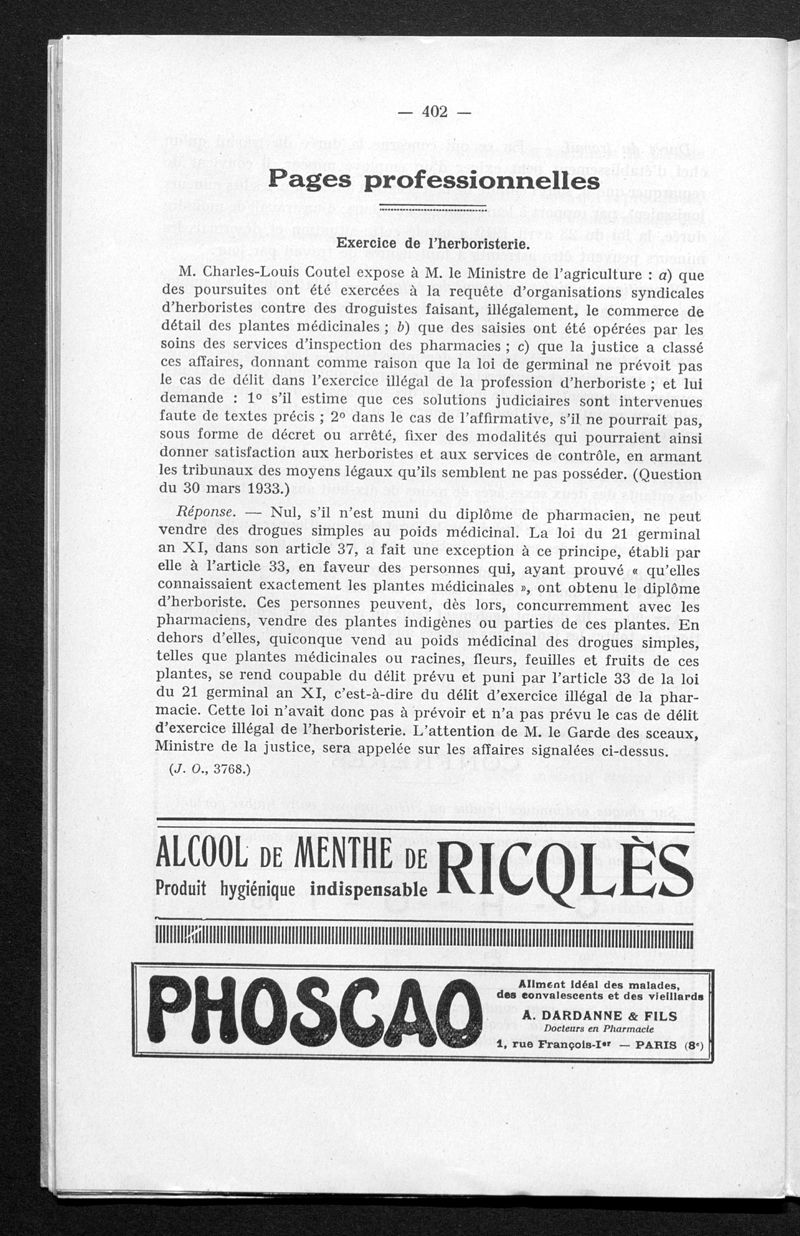 — 402 —
Pages professionnelles
Exercice de l'herboristerie.
M. Charles-Louis Coutel expose à M. le Ministre de l'agriculture : a) que
des poursuites ont été exercées à la requête d'organisations syndicales
d'herboristes contre des droguistes faisant, illégalement, le commerce de
détail des plantes médicinales ; b) que des saisies ont été opérées par les
soins des services d'inspection des pharmacies ; c) que la justice a classé
ces affaires, donnant comme raison que la loi de germinal ne prévoit pas
le cas de délit dans l'exercice illégal de la profession d'herboriste ; et lui
demande : 1º s'il estime que ces solutions judiciaires sont intervenues
faute de textes précis ; 2º dans le cas de l'affirmative, s'il ne pourrait pas,
sous forme de décret ou arrêté, fixer des modalités qui pourraient ainsi
donner satisfaction aux herboristes et aux services de contrôle, en armant
les tribunaux des moyens légaux qu'ils semblent ne pas posséder. (Question
du 30 mars 1933.)
Réponse. — Nul, s'il n'est muni du diplôme de pharmacien, ne peut
vendre des drogues simples au poids médicinal. La loi du 21 germinal
an XI, dans son article 37, a fait une exception à ce principe, établi par
elle à l'article 33, en faveur des personnes qui, ayant prouvé « qu'elles
connaissaient exactement les plantes médicinales », ont obtenu le diplôme
d'herboriste. Ces personnes peuvent, dès lors, concurremment avec les
pharmaciens, vendre des plantes indigènes ou parties de ces plantes. En
dehors d'elles, quiconque vend au poids médicinal des drogues simples,
telles que plantes médicinales ou racines, fleurs, feuilles et fruits de ces
plantes, se rend coupable du délit prévu et puni par l'article 33 de la loi
du 21 germinal an XI, c'est-à-dire du délit d'exercice illégal de la phar-
macie. Cette loi n'avait donc pas à prévoir et n'a pas prévu le cas de délit
d'exercice illégal de l'herboristerie. L'attention de M. le Garde des sceaux,
Ministre de la justice, sera appelée sur les affaires signalées ci-dessus.
(J. O., 3768.)
ALCOOL DE MENTHE DE RICQLÈS
Produit hygiénique indispensable
PHOSCAO
Aliment idéal des malades,
des convalescents et des vieillards
A. DARDANNE & FILS
Docteurs en Pharmacie
1, rue François-Ier — PARIS (8e)